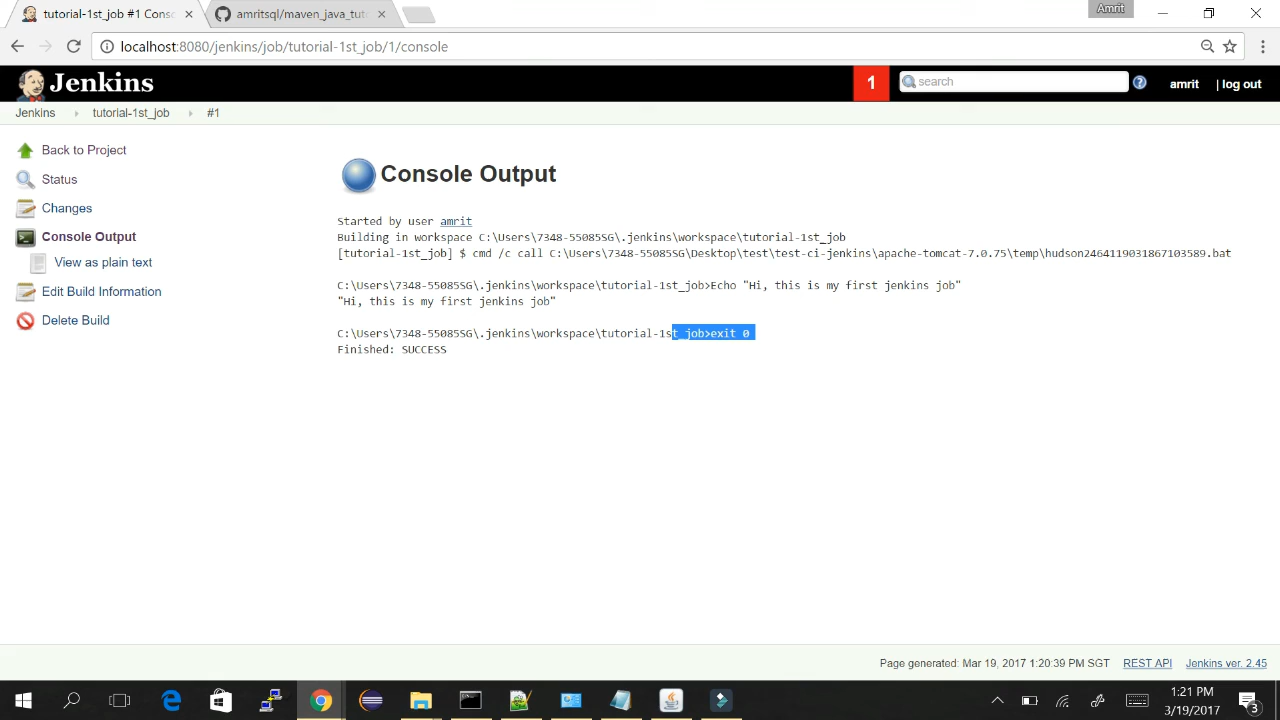 tutorial-1st_job #1 Consc
amritsql/maven_java_tuto
Amrit
localhost:8080/jenkins/job/tutorial-1st_job/1/console
Jenkins
1
search
amrit
| log out
Jenkins
tutorial-1st_job
#1
Back to Project
Status
Changes
Console Output
View as plain text
Edit Build Information
Delete Build
Console Output
Started by user amrit
Building in workspace C:\Users\7348-55085SG\.jenkins\workspace\tutorial-1st_job
[tutorial-1st_job] $ cmd /c call C:\Users\7348-55085SG\Desktop\test\test-ci-jenkins\apache-tomcat-7.0.75\temp\hudson2464119031867103589.bat
C:\Users\7348-55085SG\.jenkins\workspace\tutorial-1st_job>Echo "Hi, this is my first jenkins job"
"Hi, this is my first jenkins job"
C:\Users\7348-55085SG\.jenkins\workspace\tutorial-1st_job>exit 0
Finished: SUCCESS
Page generated: Mar 19, 2017 1:20:39 PM SGT
REST API
Jenkins ver. 2.45
1:21 PM
3/19/2017
3